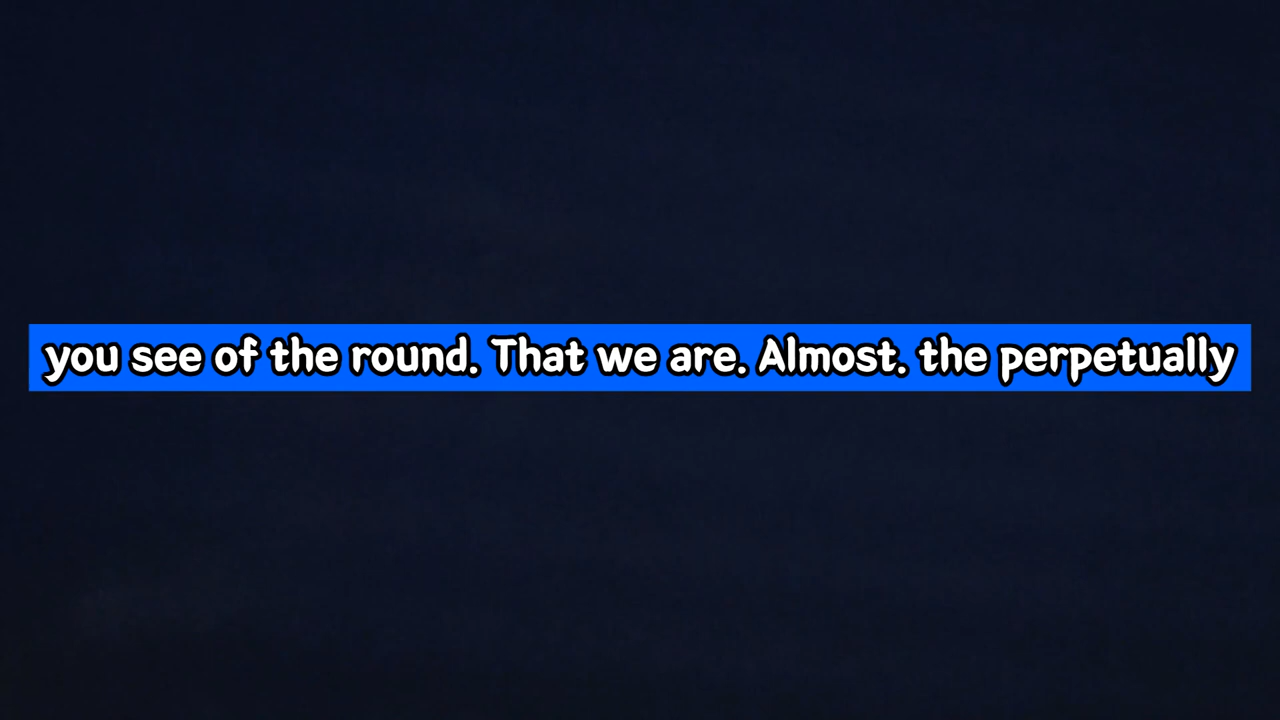 you see of the round. That we are. Almost. the perpetually